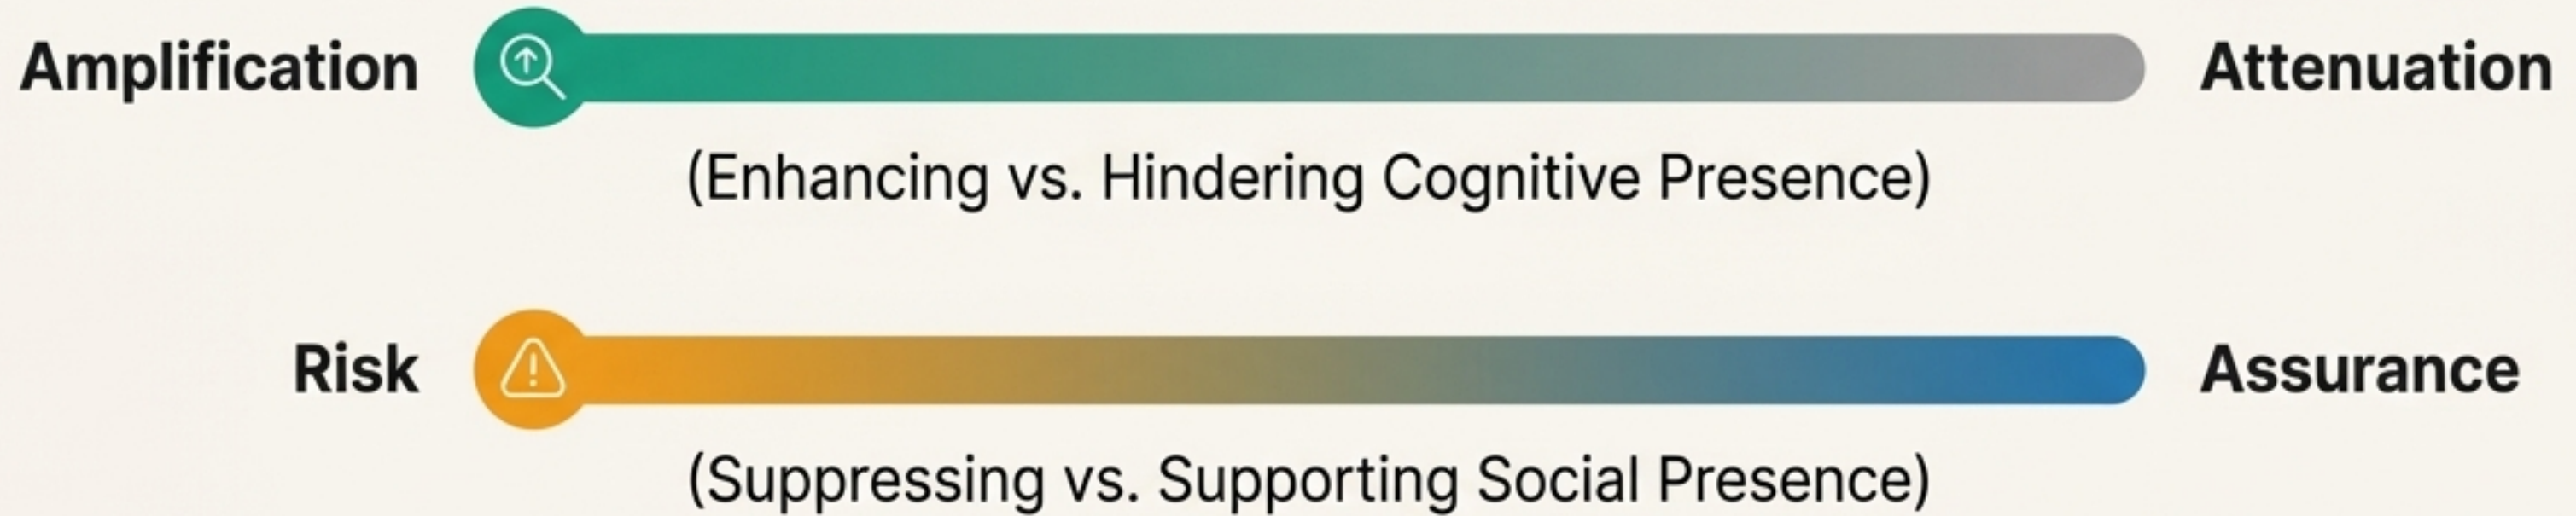 Amplification Attenuation
(Enhancing vs. Hindering Cognitive Presence)
Risk Assurance
(Suppressing vs. Supporting Social Presence)